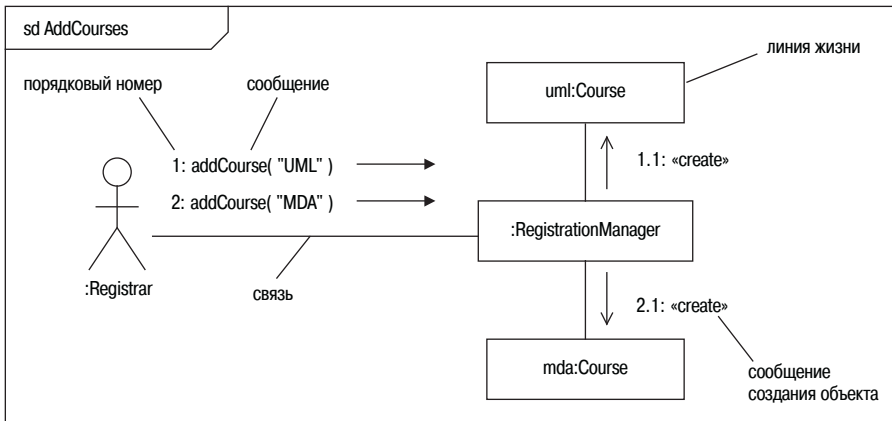 sd AddCourses
линия жизни
порядковый номер
сообщение
uml:Course
1: addCourse( "UML" )
1.1: «create»
2: addCourse( "MDA" )
:RegistrationManager
:Registrar
связь
2.1: «create»
mda:Course
сообщение
создания объекта